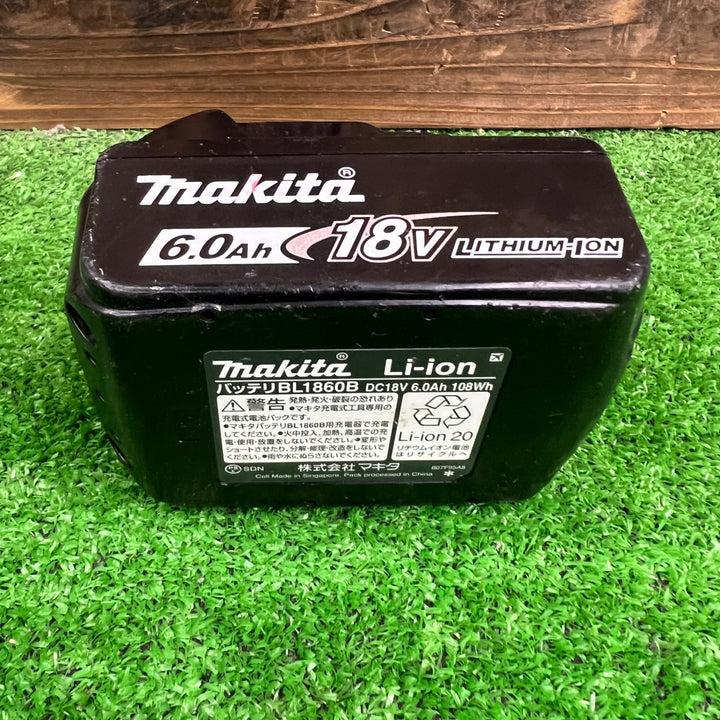 makita®
6.0Ah 18V LITHIUM-ION
makita® Li-ion
バッテリBL1860B DC18V 6.0Ah 108Wh
警告 発熱・発火・破裂の恐れあり
●マキタ充電式工具専用の
充電式電池パックです。
●マキタバッテリBL1860B用充電器で充電
してください。●火中投入、加熱、高温での充
電・使用・放置をしないでください。●変形や
ショートさせたり、分解・修理・改造をしないで
ください。●雨や水にぬらさないでください。
Li-ion 20
リチウムイオン電池
はリサイクルへ
PS E SDN 株式会社マキタ 607F95A8
Cell Made in Singapore, Pack processed in China